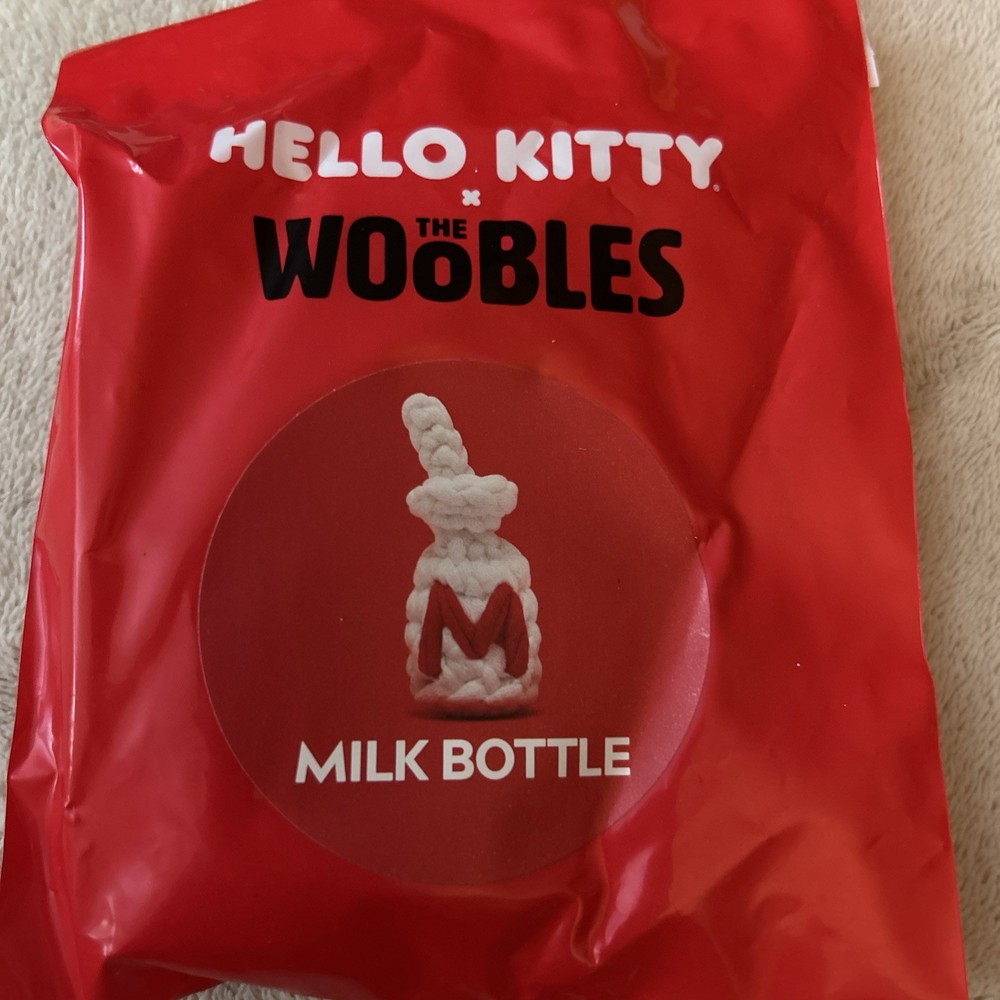 HELLO KITTY
x
THE
WOOBLES
M
MILK BOTTLE